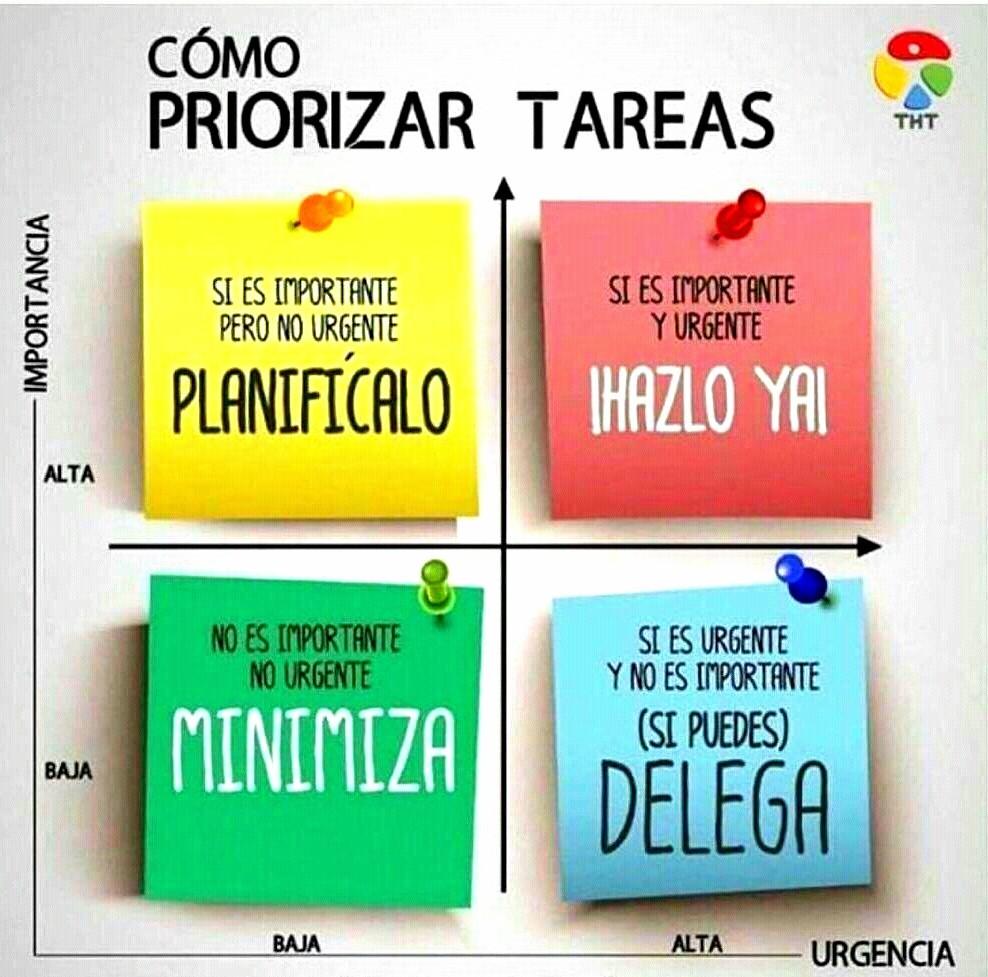 CÓMO
PRIORIZAR TAREAS
THT
IMPORTANCIA
ALTA
BAJA
SI ES IMPORTANTE
PERO NO URGENTE
PLANIFÍCALO
SI ES IMPORTANTE
Y URGENTE
¡HAZLO YA!
NO ES IMPORTANTE
NO URGENTE
MINIMIZA
SI ES URGENTE
Y NO ES IMPORTANTE
(SI PUEDES)
DELEGA
BAJA
ALTA
URGENCIA